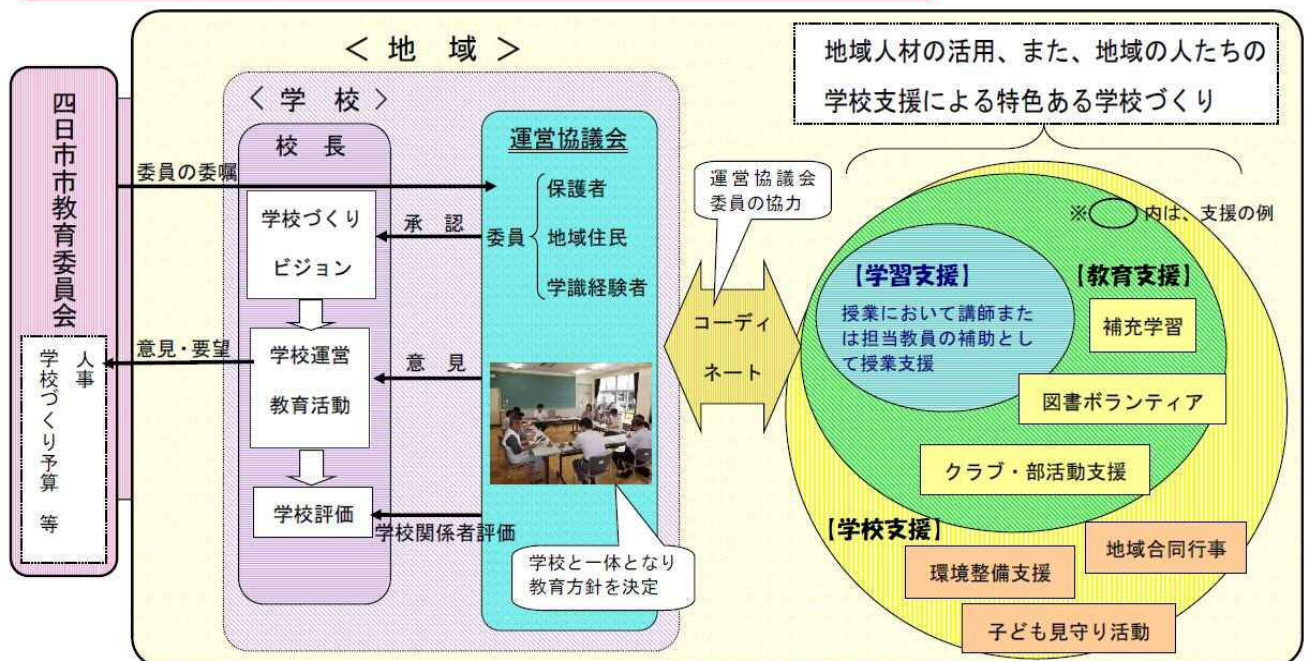 ＜ 地 域 ＞
四日市市教育委員会
人事
学校づくり予算 等
＜ 学 校 ＞
校 長
委員の委嘱
学校づくり
ビジョン
承 認
意見・要望
学校運営
教育活動
意 見
学校評価
学校関係者評価
運営協議会
委員
保護者
地域住民
学識経験者
学校と一体となり
教育方針を決定
運営協議会
委員の協力
コーディ
ネート
地域人材の活用、また、地域の人たちの
学校支援による特色ある学校づくり
※ 内は、支援の例
【学習支援】
授業において講師また
は担当教員の補助とし
て授業支援
【教育支援】
補充学習
図書ボランティア
クラブ・部活動支援
【学校支援】
地域合同行事
環境整備支援
子ども見守り活動